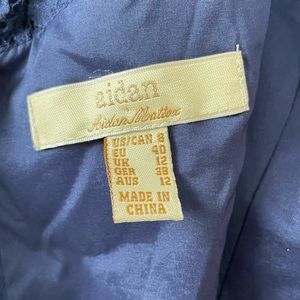 aidan
Aidan Mattox
US/CAN 8
EU 40
UK 12
GER 38
AUS 12
MADE IN
CHINA